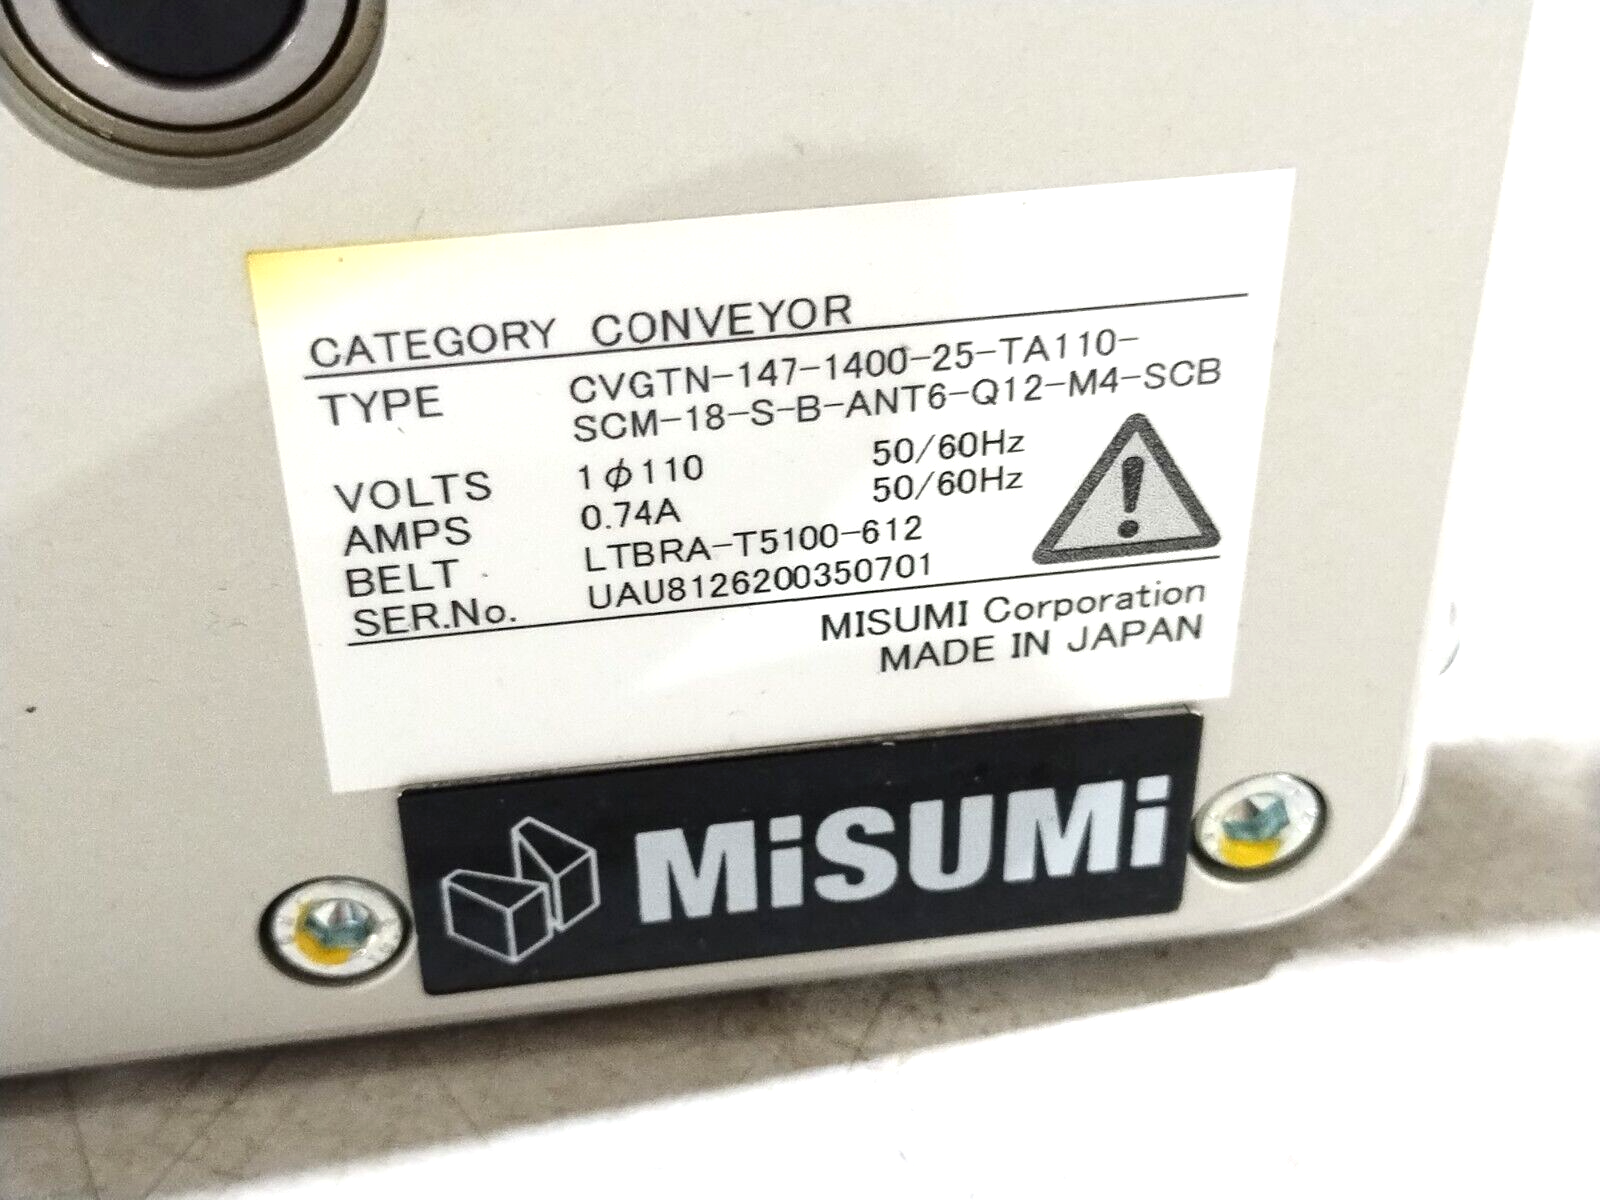 CATEGORY CONVEYOR
TYPE CVGTN-147-1400-25-TA110-
SCM-18-S-B-ANT6-Q12-M4-SCB
VOLTS 1φ110 50/60Hz
AMPS 0.74A 50/60Hz
BELT LTBRA-T5100-612
SER.No. UAU8126200350701
MISUMI Corporation
MADE IN JAPAN
MiSUMi